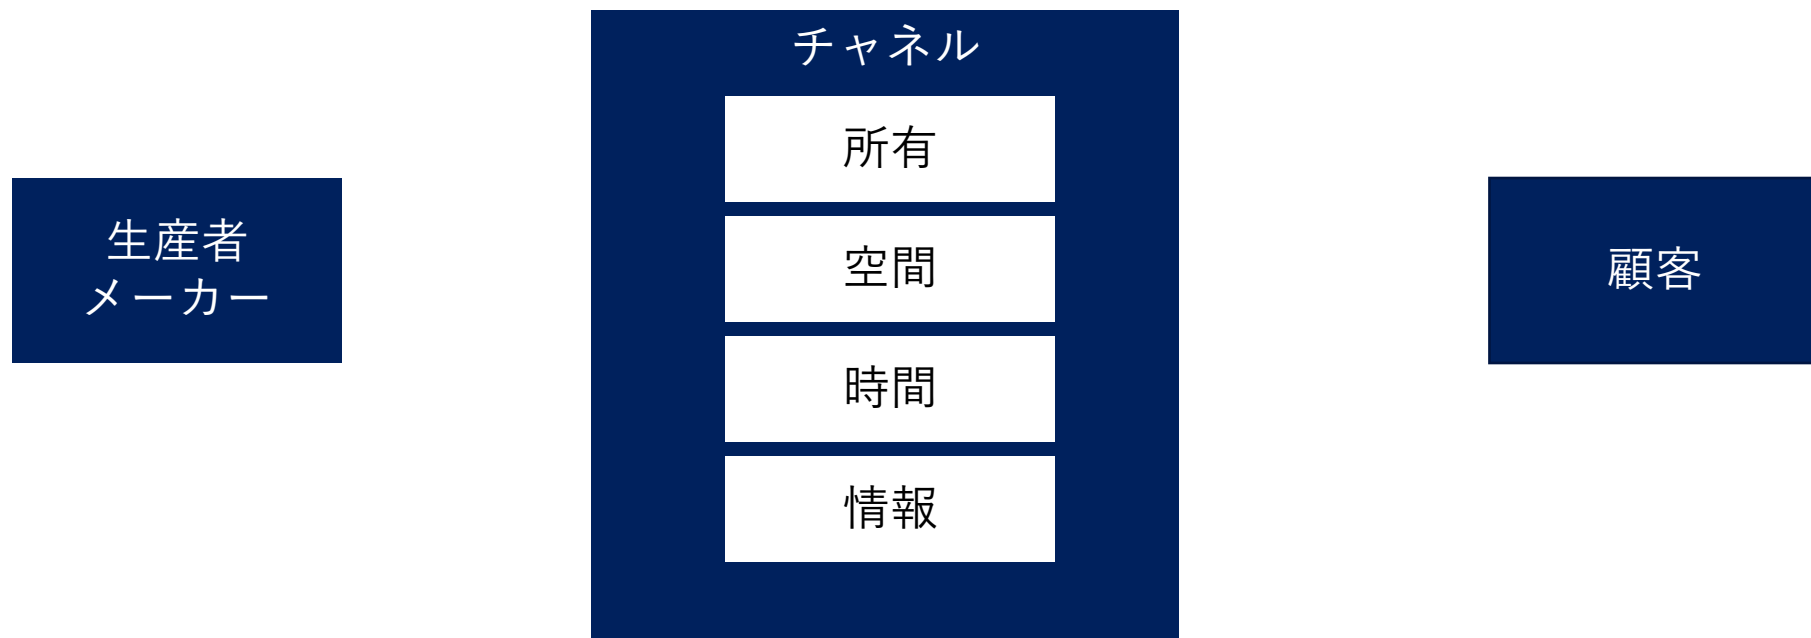 生産者
メーカー
チャネル
所有
空間
時間
情報
顧客